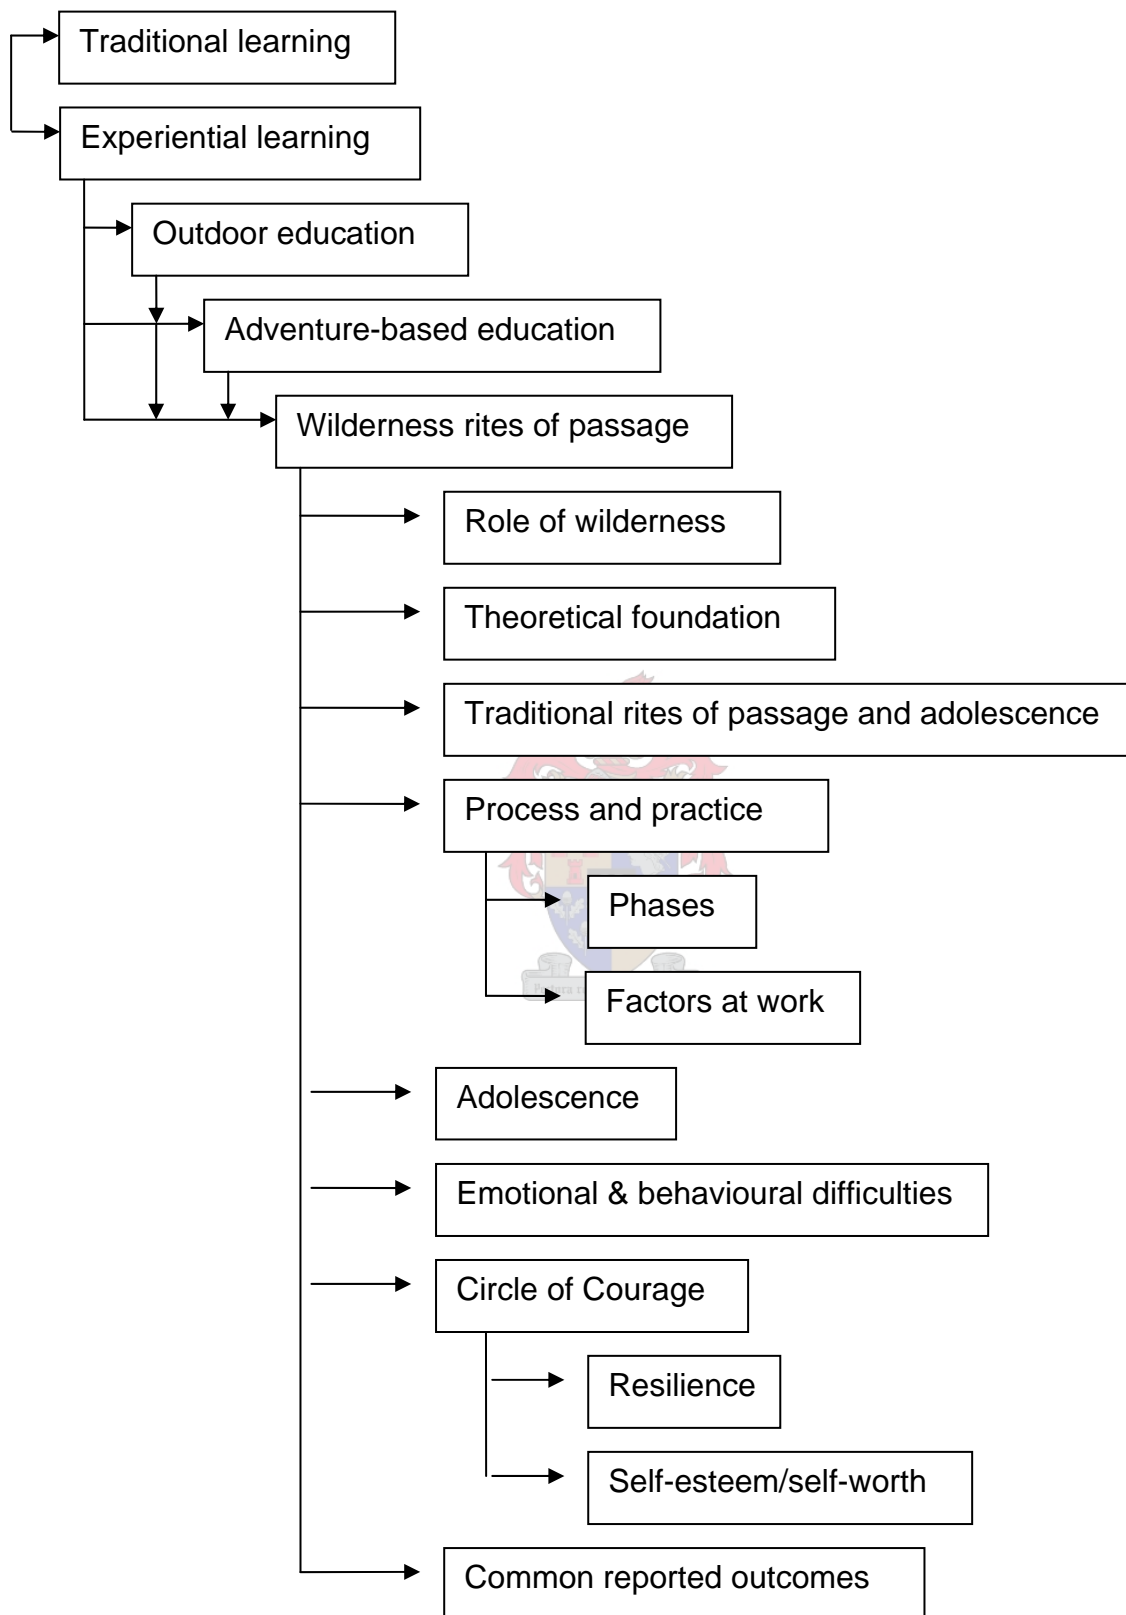 Traditional learning
Experiential learning
Outdoor education
Adventure-based education
Wilderness rites of passage
Role of wilderness
Theoretical foundation
Traditional rites of passage and adolescence
Process and practice
Phases
Factors at work
Adolescence
Emotional & behavioural difficulties
Circle of Courage
Resilience
Self-esteem/self-worth
Common reported outcomes